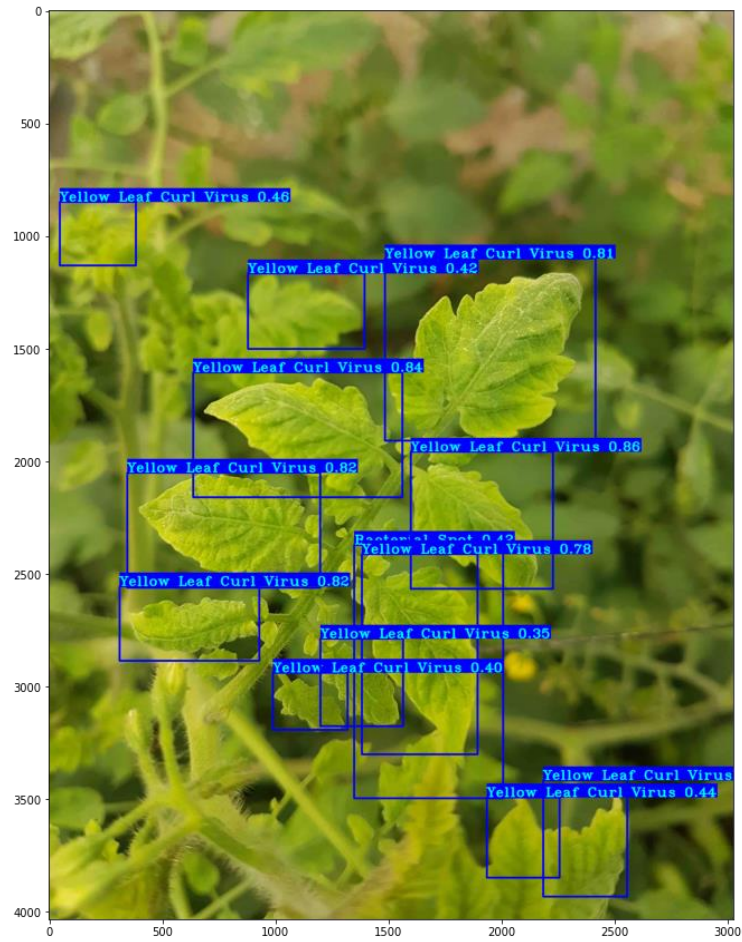 0
500
Yellow Leaf Curl Virus 0.46
1000
Yellow Leaf Curl Virus 0.81
Yellow Leaf Curl Virus 0.42
1500
Yellow Leaf Curl Virus 0.84
Yellow Leaf Curl Virus 0.86
2000
Yellow Leaf Curl Virus 0.82
Bacterial Spot 0.42
Yellow Leaf Curl Virus 0.78
2500
Yellow Leaf Curl Virus 0.82
Yellow Leaf Curl Virus 0.35
Yellow Leaf Curl Virus 0.40
3000
Yellow Leaf Curl Virus
3500
Yellow Leaf Curl Virus 0.44
4000
0 500 1000 1500 2000 2500 3000